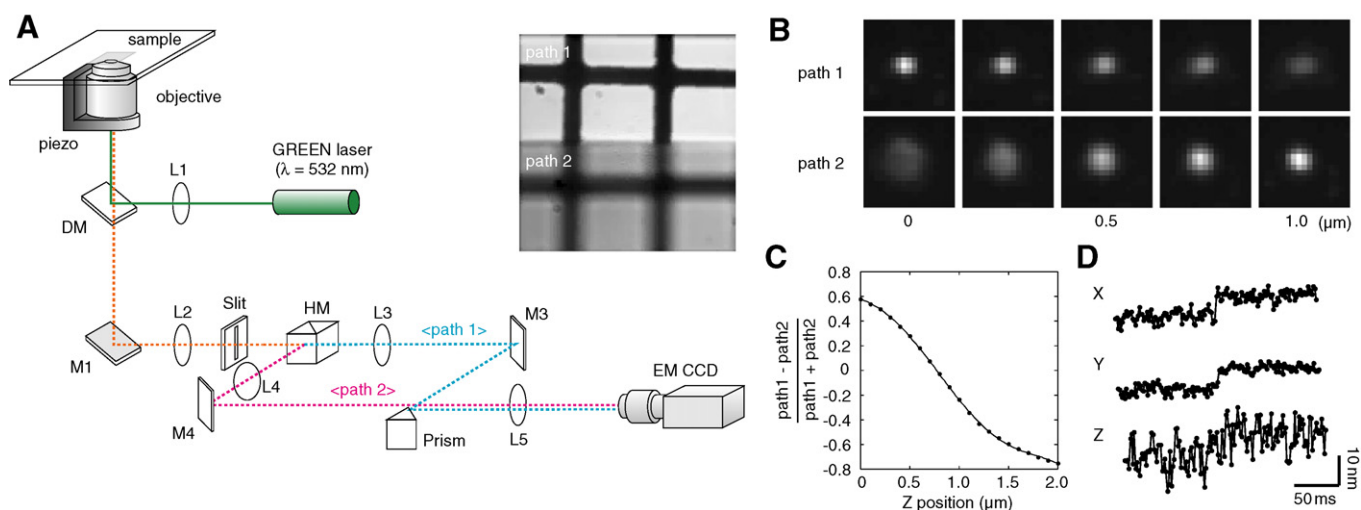 A
sample
objective
piezo
GREEN laser
(λ = 532 nm)
L1
DM
M1
L2
Slit
HM
L3
<path 1>
M3
L4
<path 2>
M4
Prism
L5
EM CCD
path 1
path 2
B
path 1
path 2
0
0.5
1.0
(μm)
C
path1 - path2
path1 + path2
0.8
0.6
0.4
0.2
0
-0.2
-0.4
-0.6
-0.8
0
0.5
1.0
1.5
2.0
Z position (μm)
D
X
Y
Z
10 nm
50 ms